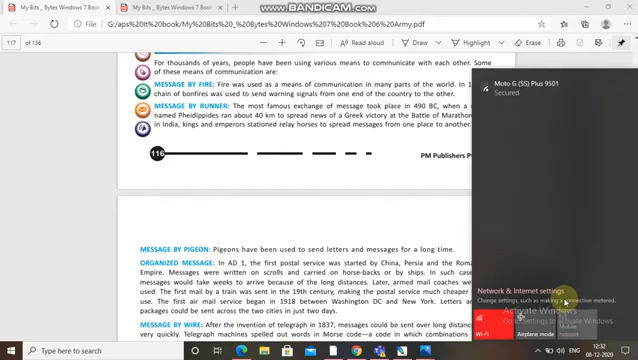 WWW.BANDICAM.COM
My Bits _ Bytes Windows 7 Book
My Bits _ Bytes Windows 7 Book
G:/aps%20It%20book/My%20Bits%20_%20Bytes%20Windows%207%20Book%206%20Army.pdf
117 of 136
Read aloud
Draw
Highlight
Erase
For thousands of years, people have been using various means to communicate with each other. Some
of these means of communication are:
MESSAGE BY FIRE: Fire was used as a means of communication in many parts of the world. In 1
chain of bonfires was used to send warning signals from one end of the country to the other.
MESSAGE BY RUNNER: The most famous exchange of message took place in 490 BC, when a
named Pheidippides ran about 40 km to spread news of a Greek victory at the Battle of Marathon
in India, kings and emperors stationed relay horses to spread messages from one place to another.
116
PM Publishers P
MESSAGE BY PIGEON: Pigeons have been used to send letters and messages for a long time.
ORGANIZED MESSAGE: In AD 1, the first postal service was started by China, Persia and the Roma
Empire. Messages were written on scrolls and carried on horse-backs or by ships. In such case
messages would take weeks to arrive because of the long distances. Later, armed mail coaches wer
used. The first mail by a train was sent in the 19th century, making the postal service much cheaper
use. The first air mail service began in 1918 between Washington DC and New York. Letters an
packages could be sent across the two cities in just two days.
MESSAGE BY WIRE: After the invention of telegraph in 1837, messages could be sent over long distanc
very quickly. Telegraph machines spelled out words in Morse code–a code in which combinations
Moto G (5S) Plus 9501
Secured
Network & Internet settings
Change settings, such as making a connection metered.
Activate Windows
Go to Settings to Activate Windows.
Wi-Fi
Airplane mode
Mobile
hotspot
Type here to search
12:32
08-12-2020